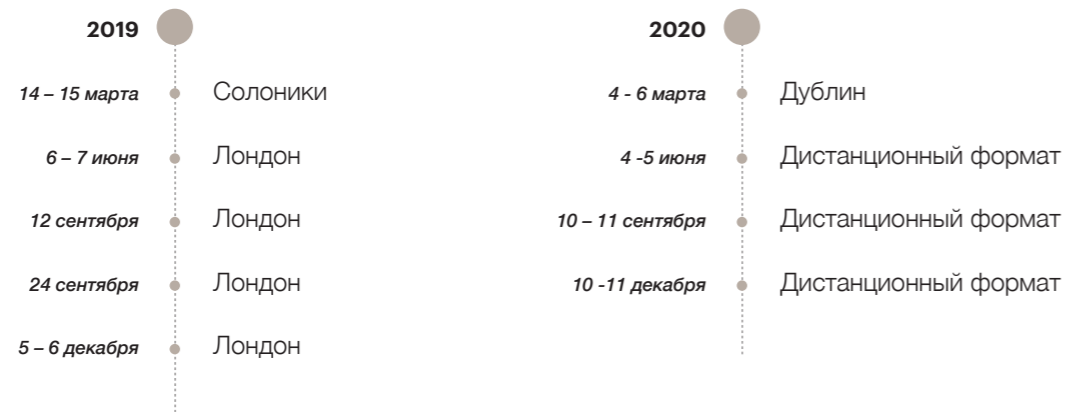 2019
14 – 15 марта Солоники
6 – 7 июня Лондон
12 сентября Лондон
24 сентября Лондон
5 – 6 декабря Лондон
2020
4 - 6 марта Дублин
4 -5 июня Дистанционный формат
10 – 11 сентября Дистанционный формат
10 -11 декабря Дистанционный формат